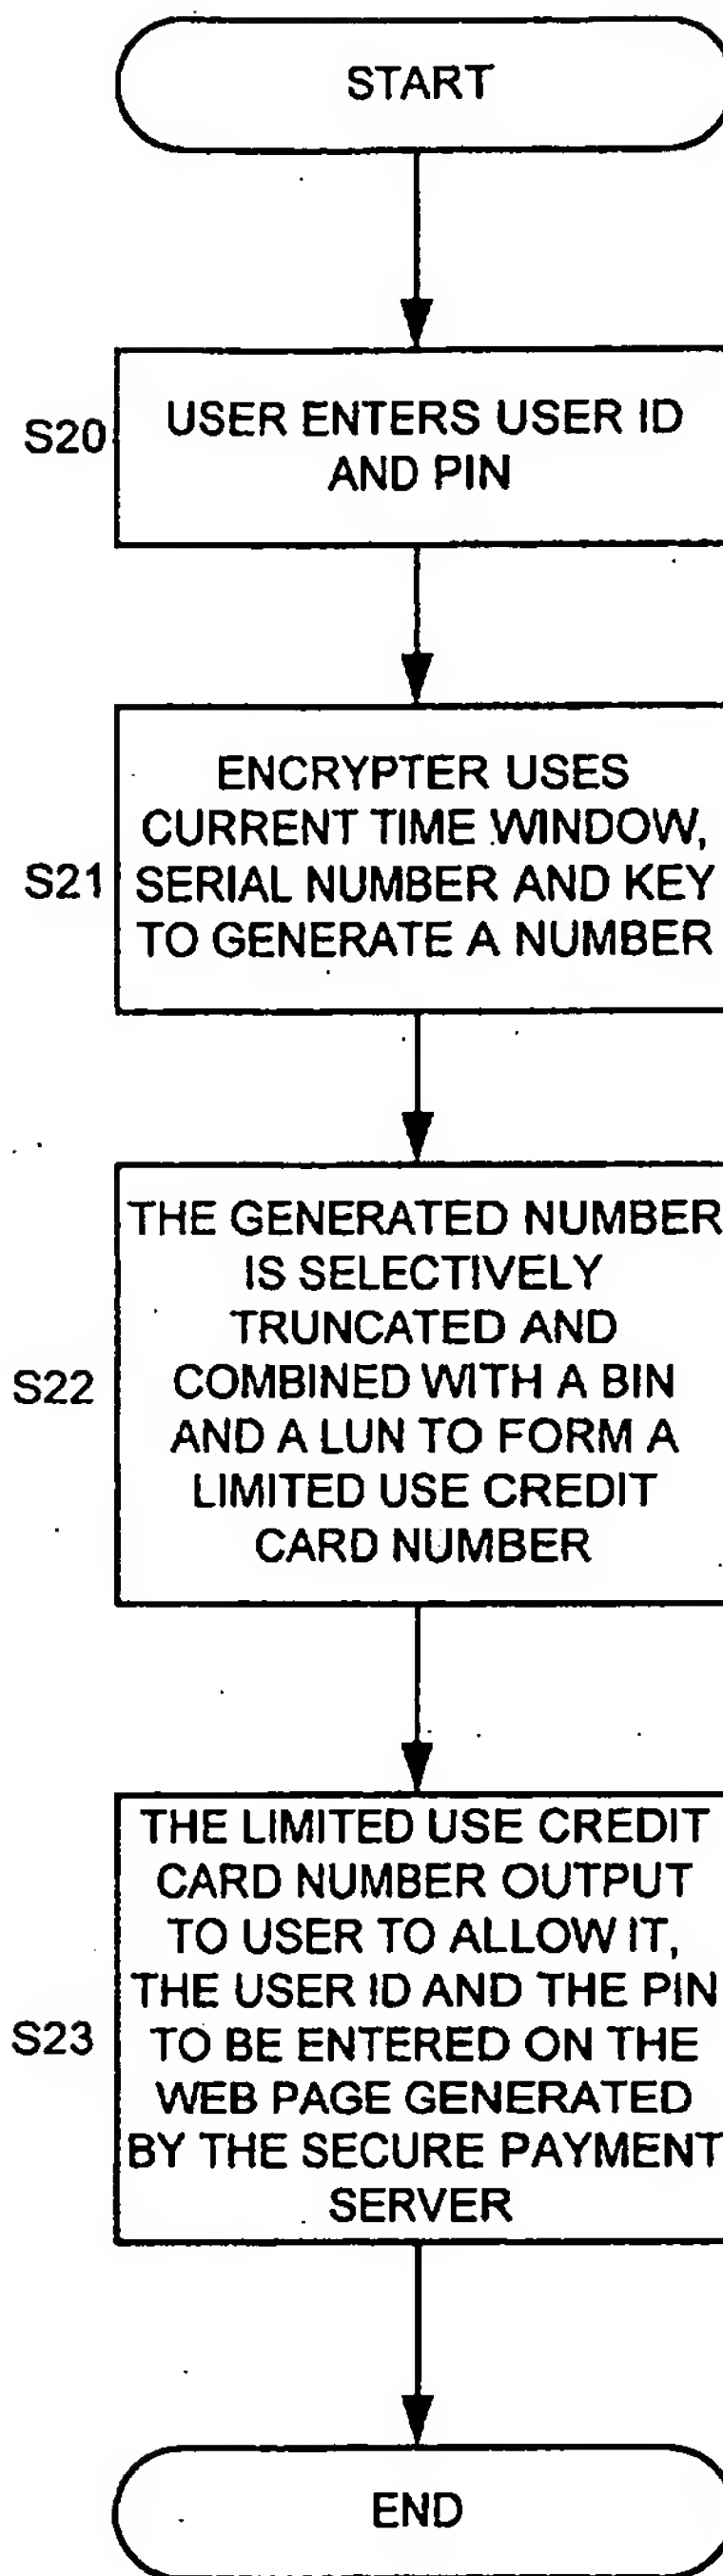 START
S20
USER ENTERS USER ID
AND PIN
S21
ENCRYPTER USES
CURRENT TIME WINDOW,
SERIAL NUMBER AND KEY
TO GENERATE A NUMBER
S22
THE GENERATED NUMBER
IS SELECTIVELY
TRUNCATED AND
COMBINED WITH A BIN
AND A LUN TO FORM A
LIMITED USE CREDIT
CARD NUMBER
S23
THE LIMITED USE CREDIT
CARD NUMBER OUTPUT
TO USER TO ALLOW IT,
THE USER ID AND THE PIN
TO BE ENTERED ON THE
WEB PAGE GENERATED
BY THE SECURE PAYMENT
SERVER
END